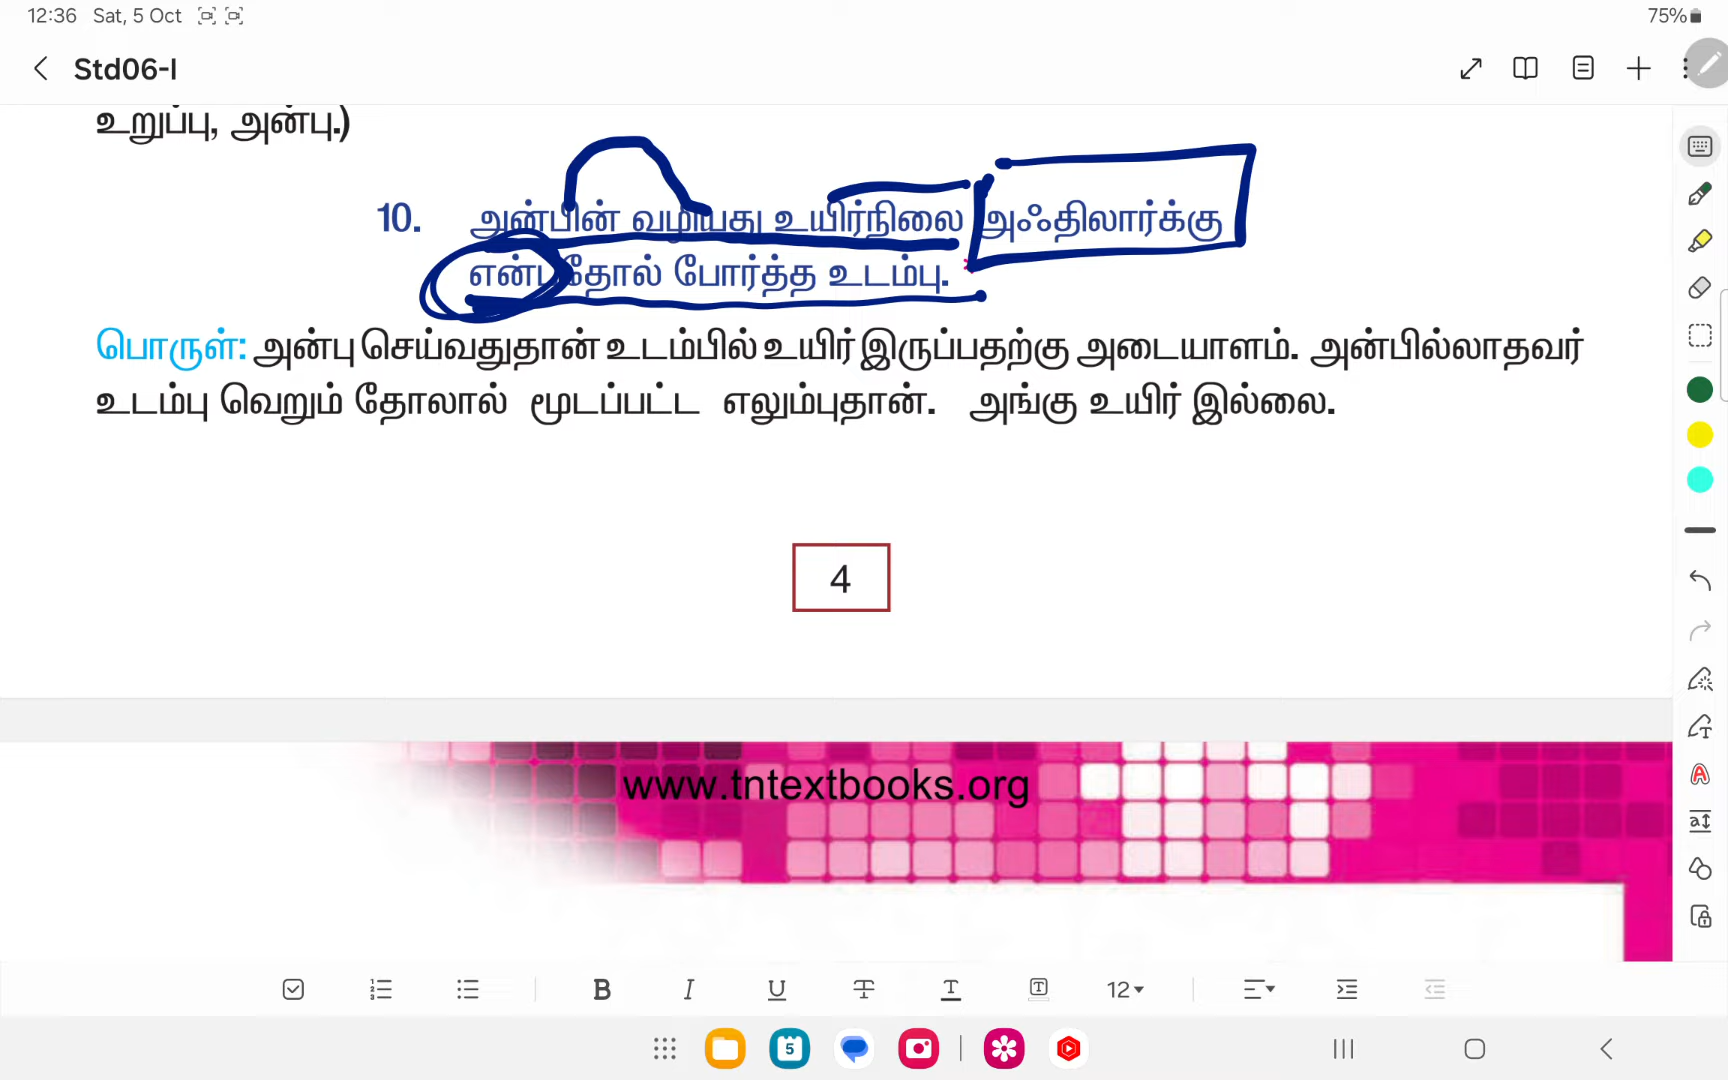 12:36 Sat, 5 Oct 75%
Std06-I
உறுப்பு, அன்பு.)
10. அன்பின் வழியது உயிர்நிலை அஃதிலார்க்கு
என்புதோல் போர்த்த உடம்பு.
பொருள்: அன்பு செய்வதுதான் உடம்பில் உயிர் இருப்பதற்கு அடையாளம். அன்பில்லாதவர்
உடம்பு வெறும் தோலால் மூடப்பட்ட எலும்புதான். அங்கு உயிர் இல்லை.
4
www.tntextbooks.org
B I U T T T 12
5